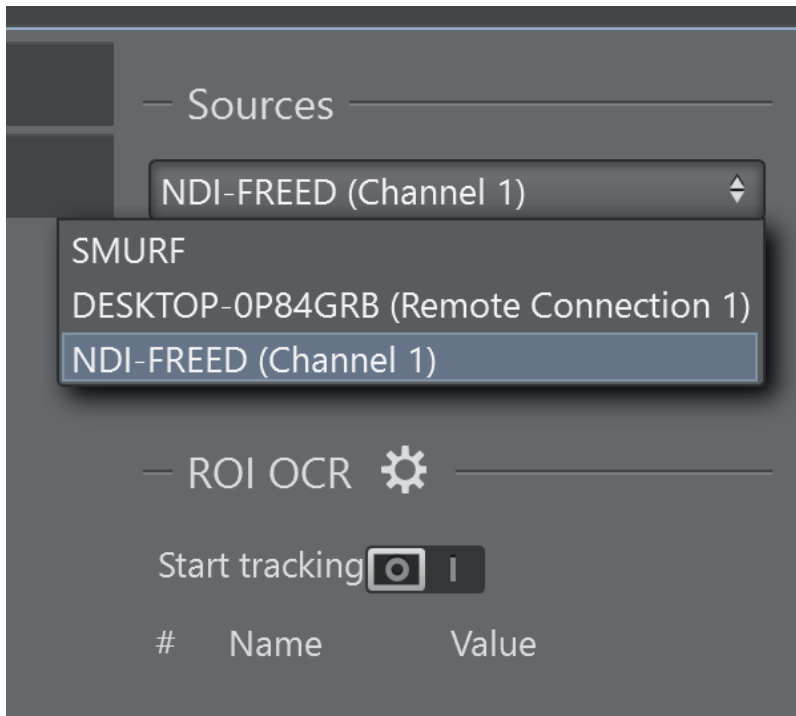 Sources
NDI-FREED (Channel 1)
SMURF
DESKTOP-0P84GRB (Remote Connection 1)
NDI-FREED (Channel 1)
ROI OCR
Start tracking
# Name Value